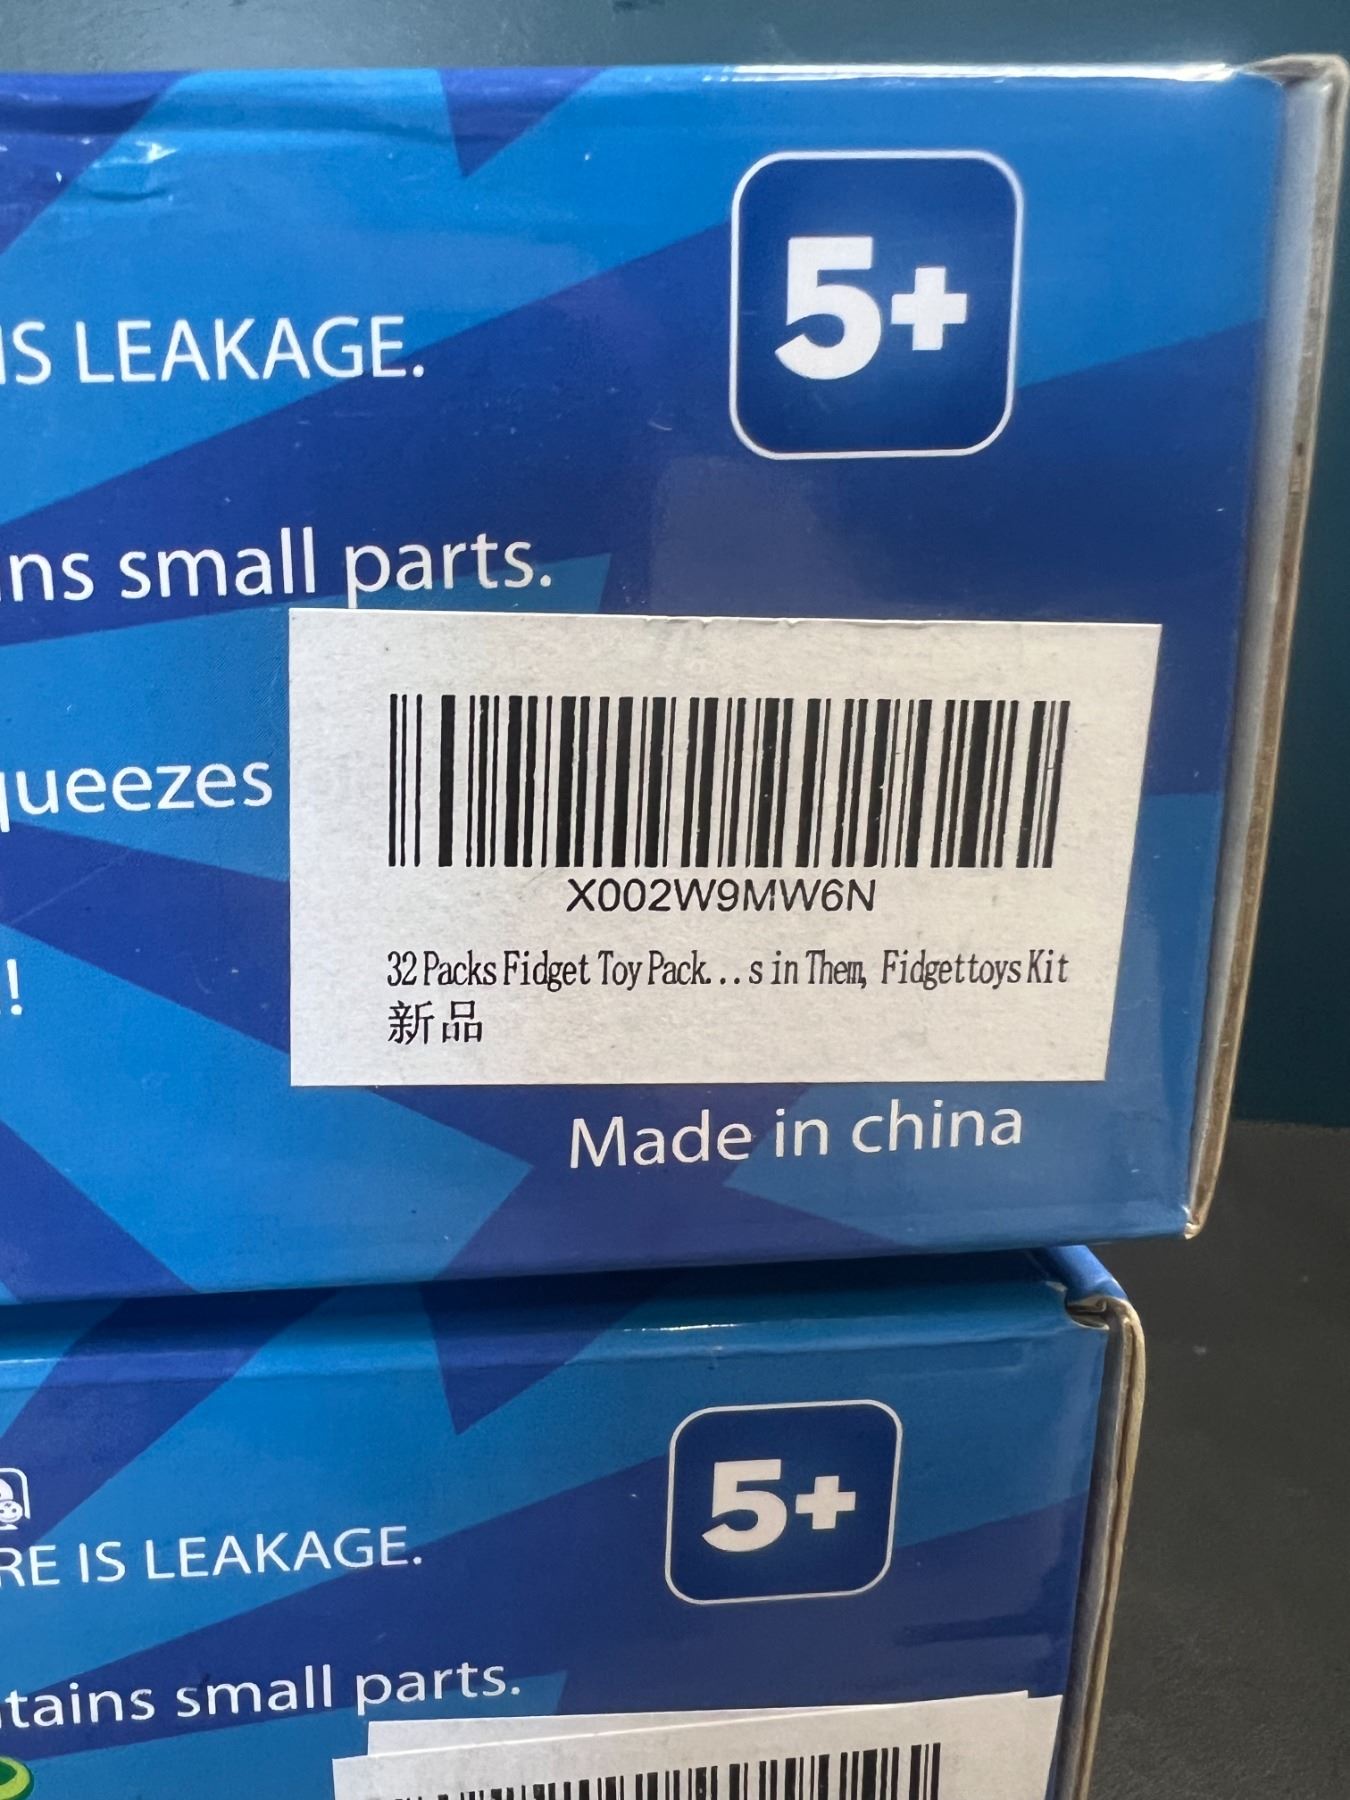 5+
IS LEAKAGE.
ns small parts.
queezes
!
X002W9MW6N
32 Packs Fidget Toy Pack...s in Them, Fidgettoys Kit
新品
Made in china
5+
RE IS LEAKAGE.
tains small parts.